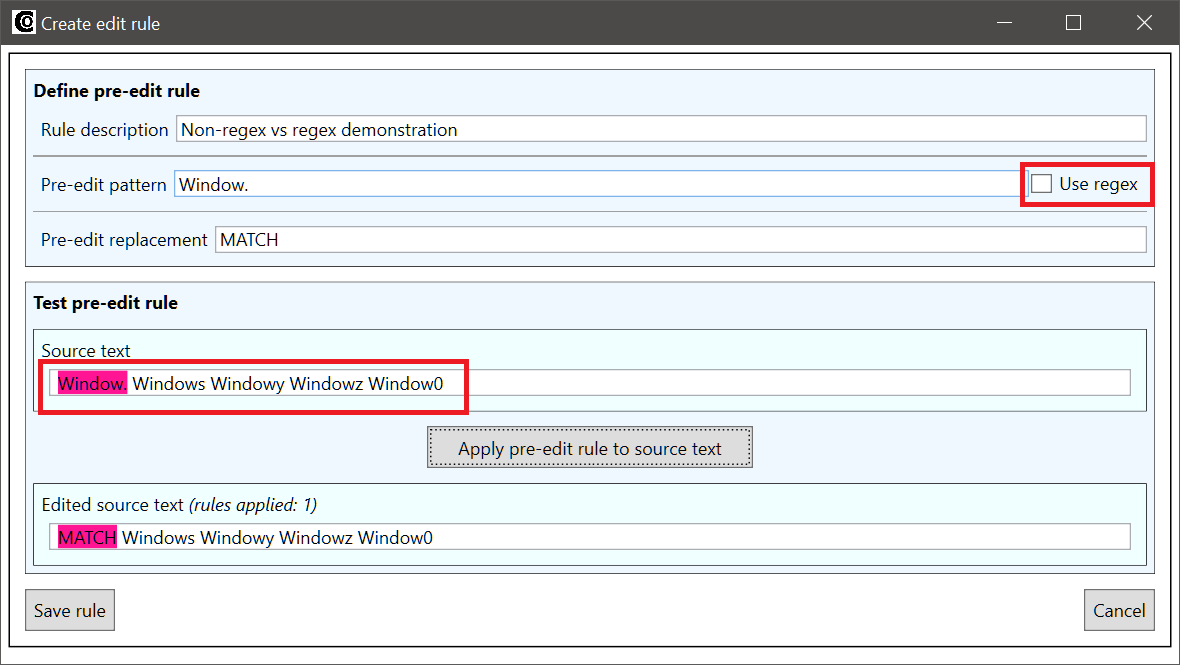 Create edit rule
Define pre-edit rule
Rule description Non-regex vs regex demonstration
Pre-edit pattern Window. Use regex
Pre-edit replacement MATCH
Test pre-edit rule
Source text
Window. Windows Windowy Windowz Window0
Apply pre-edit rule to source text
Edited source text (rules applied: 1)
MATCH Windows Windowy Windowz Window0
Save rule Cancel